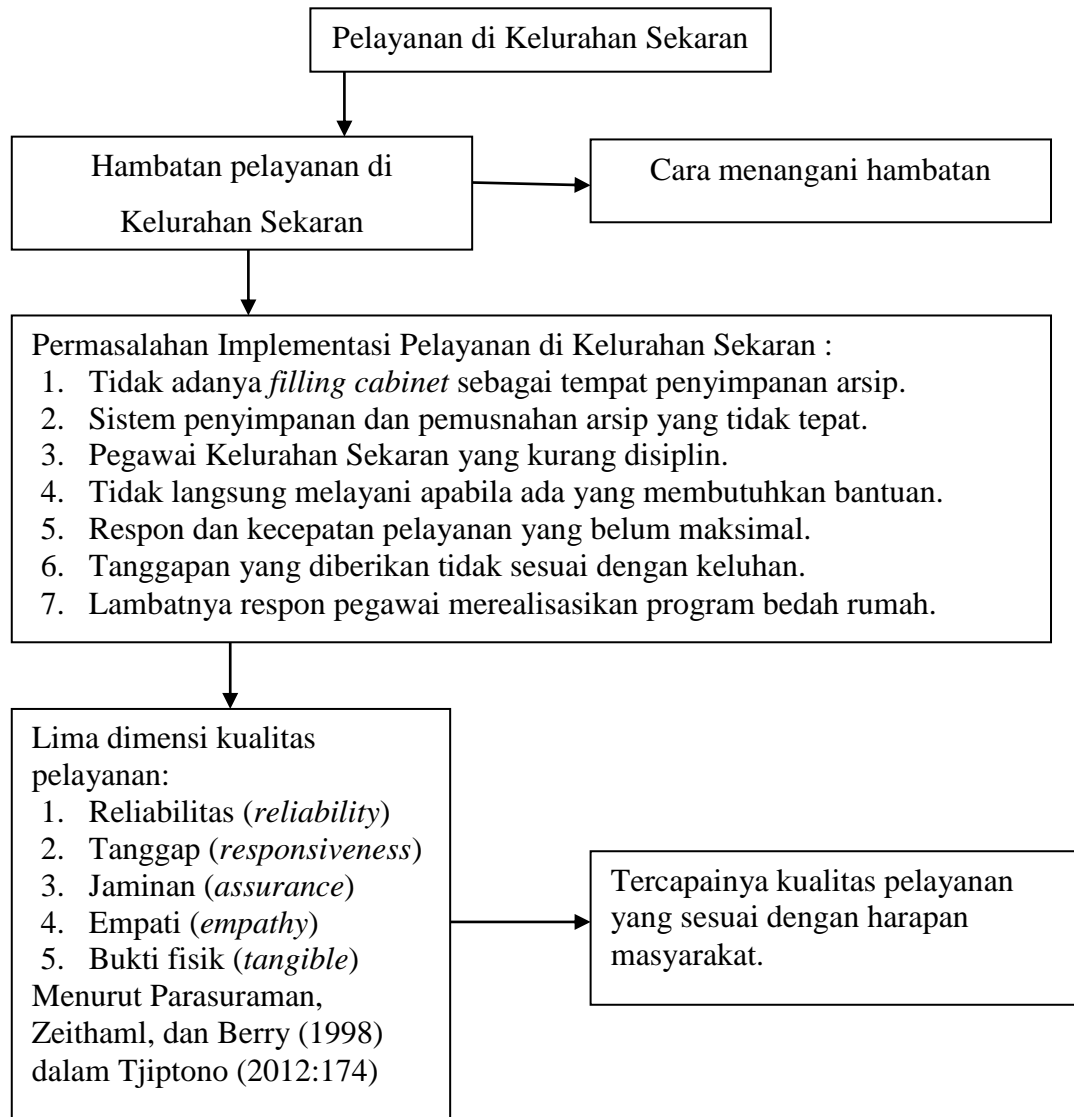 Pelayanan di Kelurahan Sekaran
Hambatan pelayanan di
Kelurahan Sekaran
Cara menangani hambatan
Permasalahan Implementasi Pelayanan di Kelurahan Sekaran :
1. Tidak adanya filling cabinet sebagai tempat penyimpanan arsip.
2. Sistem penyimpanan dan pemusnahan arsip yang tidak tepat.
3. Pegawai Kelurahan Sekaran yang kurang disiplin.
4. Tidak langsung melayani apabila ada yang membutuhkan bantuan.
5. Respon dan kecepatan pelayanan yang belum maksimal.
6. Tanggapan yang diberikan tidak sesuai dengan keluhan.
7. Lambatnya respon pegawai merealisasikan program bedah rumah.
Lima dimensi kualitas
pelayanan:
1. Reliabilitas (reliability)
2. Tanggap (responsiveness)
3. Jaminan (assurance)
4. Empati (empathy)
5. Bukti fisik (tangible)
Menurut Parasuraman,
Zeithaml, dan Berry (1998)
dalam Tjiptono (2012:174)
Tercapainya kualitas pelayanan
yang sesuai dengan harapan
masyarakat.